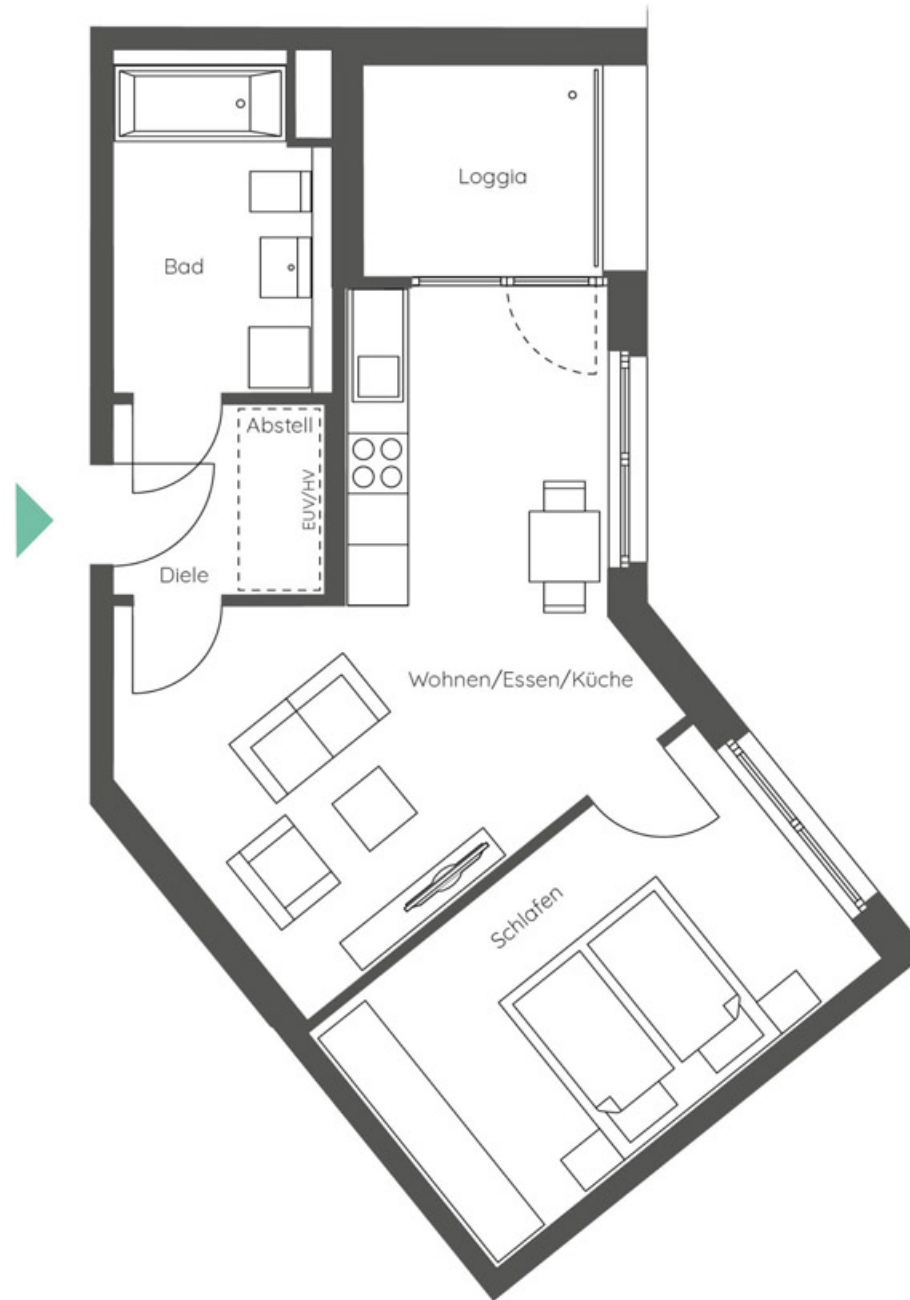 Loggia
Bad
Abstell
EUV/HV
Diele
Wohnen/Essen/Küche
Schlafen